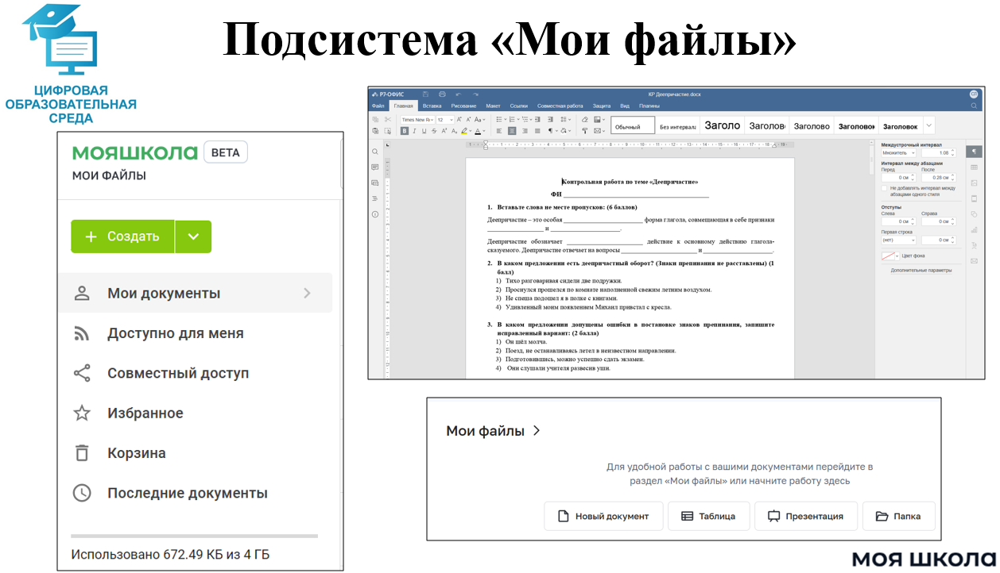 Подсистема «Мои файлы»
ЦИФРОВАЯ
ОБРАЗОВАТЕЛЬНАЯ
СРЕДА
МОЯШКОЛА BETA
МОИ ФАЙЛЫ
+ Создать
Мои документы
Доступно для меня
Совместный доступ
Избранное
Корзина
Последние документы
Использовано 672.49 КБ из 4 ГБ
Р7-ОФИС
КР Деепричастие.docx
Файл Главная Вставка Рисование Макет Ссылки Совместная работа Защита Вид Плагины
Times New R 12
Обычный Без интервала Заголо Заголов Заголово Заголовок Заголовок
Контрольная работа по теме «Деепричастие»
ФИ
1. Вставьте слова не месте пропусков: (6 баллов)
Деепричастие – это особая форма глагола, совмещающая в себе признаки
и .
Деепричастие обозначает действие к основному действию глагола-
сказуемого. Деепричастие отвечает на вопросы и .
2. В каком предложении есть деепричастный оборот? (Знаки препинания не расставлены) (1
балл)
1) Тихо разговаривая сидели две подружки.
2) Проснулся прошелся по комнате наполненной свежим летним воздухом.
3) Не спеша подошел я в полке с книгами.
4) Удивленный моим появлением Михаил привстал с кресла.
3. В каком предложении допущены ошибки в постановке знаков препинания, запишите
исправленный вариант: (2 балла)
1) Он шёл молча.
2) Поезд, не останавливаясь летел в неизвестном направлении.
3) Подготовившись, можно успешно сдать экзамен.
4) Они слушали учителя развесив уши.
Междустрочный интервал
Множитель 1.08
Интервал между абзацами
Перед После
0 см 0.28 см
Не добавлять интервал между
абзацами одного стиля
Отступы
Слева Справа
0 см 0 см
Первая строка
(нет) 0 см
Цвет фона
Дополнительные параметры
Мои файлы
Для удобной работы с вашими документами перейдите в
раздел «Мои файлы» или начните работу здесь
Новый документ Таблица Презентация Папка
МОЯ ШКОЛА